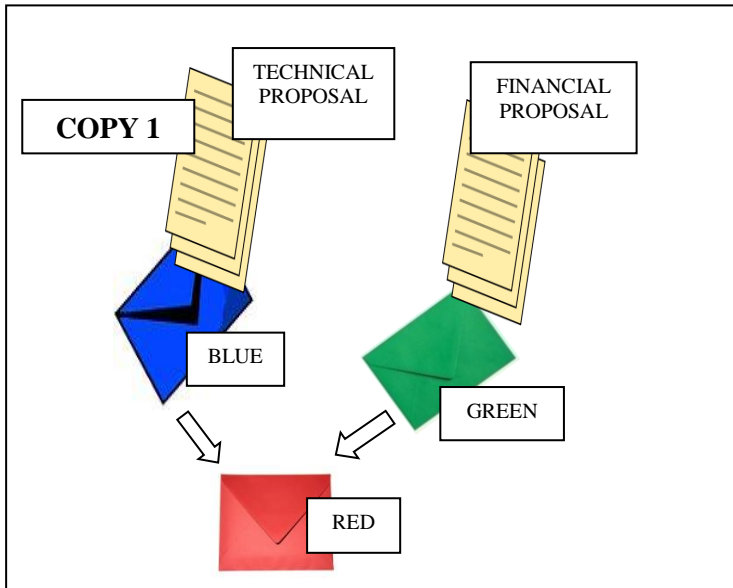 TECHNICAL
PROPOSAL
FINANCIAL
PROPOSAL
COPY 1
BLUE
GREEN
RED